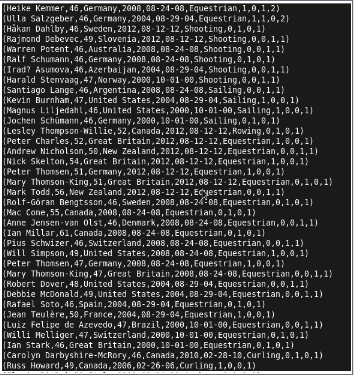 (Heike Kemmer,46,Germany,2008,08-24-08,Equestrian,1,0,1,2)
(Ulla Salzgeber,46,Germany,2004,08-29-04,Equestrian,1,1,0,2)
(Håkan Dahlby,46,Sweden,2012,08-12-12,Shooting,0,1,0,1)
(Rajmond Debevec,49,Slovenia,2012,08-12-12,Shooting,0,0,1,1)
(Warren Potent,46,Australia,2008,08-24-08,Shooting,0,0,1,1)
(Ralf Schumann,46,Germany,2008,08-24-08,Shooting,0,1,0,1)
(Irad? Asumova,46,Azerbaijan,2004,08-29-04,Shooting,0,0,1,1)
(Harald Stenvaag,47,Norway,2000,10-01-00,Shooting,0,0,1,1)
(Santiago Lange,46,Argentina,2008,08-24-08,Sailing,0,0,1,1)
(Kevin Burnham,47,United States,2004,08-29-04,Sailing,1,0,0,1)
(Magnus Liljedahl,46,United States,2000,10-01-00,Sailing,1,0,0,1)
(Jochen Schümann,46,Germany,2000,10-01-00,Sailing,0,1,0,1)
(Lesley Thompson-Willie,52,Canada,2012,08-12-12,Rowing,0,1,0,1)
(Peter Charles,52,Great Britain,2012,08-12-12,Equestrian,1,0,0,1)
(Andrew Nicholson,50,New Zealand,2012,08-12-12,Equestrian,0,0,1,1)
(Nick Skelton,54,Great Britain,2012,08-12-12,Equestrian,1,0,0,1)
(Peter Thomsen,51,Germany,2012,08-12-12,Equestrian,1,0,0,1)
(Mary Thomson-King,51,Great Britain,2012,08-12-12,Equestrian,0,1,0,1)
(Mark Todd,56,New Zealand,2012,08-12-12,Equestrian,0,0,1,1)
(Rolf-Göran Bengtsson,46,Sweden,2008,08-24-08,Equestrian,0,1,0,1)
(Mac Cone,55,Canada,2008,08-24-08,Equestrian,0,1,0,1)
(Anne Jensen-van Olst,46,Denmark,2008,08-24-08,Equestrian,0,0,1,1)
(Ian Millar,61,Canada,2008,08-24-08,Equestrian,0,1,0,1)
(Pius Schwizer,46,Switzerland,2008,08-24-08,Equestrian,0,0,1,1)
(Will Simpson,49,United States,2008,08-24-08,Equestrian,1,0,0,1)
(Peter Thomsen,47,Germany,2008,08-24-08,Equestrian,1,0,0,1)
(Mary Thomson-King,47,Great Britain,2008,08-24-08,Equestrian,0,0,1,1)
(Robert Dover,48,United States,2004,08-29-04,Equestrian,0,0,1,1)
(Debbie McDonald,49,United States,2004,08-29-04,Equestrian,0,0,1,1)
(Rafael Soto,46,Spain,2004,08-29-04,Equestrian,0,1,0,1)
(Jean Teulère,50,France,2004,08-29-04,Equestrian,1,0,0,1)
(Luiz Felipe de Azevedo,47,Brazil,2000,10-01-00,Equestrian,0,0,1,1)
(Willi Melliger,47,Switzerland,2000,10-01-00,Equestrian,0,1,0,1)
(Ian Stark,46,Great Britain,2000,10-01-00,Equestrian,0,1,0,1)
(Carolyn Darbyshire-McRory,46,Canada,2010,02-28-10,Curling,0,1,0,1)
(Russ Howard,49,Canada,2006,02-26-06,Curling,1,0,0,1)